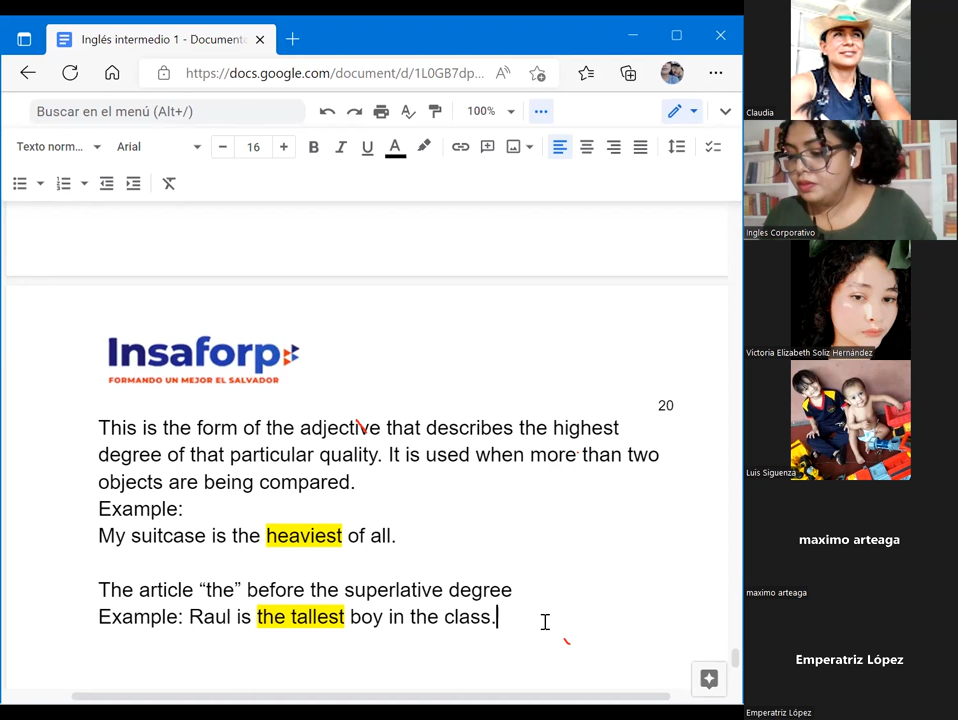 Inglés intermedio 1 - Document
https://docs.google.com/document/d/1L0GB7dp...
Buscar en el menú (Alt+/)
100%
Texto norm...
Arial
16
Insaforp
FORMANDO UN MEJOR EL SALVADOR
20
This is the form of the adjective that describes the highest
degree of that particular quality. It is used when more than two
objects are being compared.
Example:
My suitcase is the heaviest of all.
The article “the” before the superlative degree
Example: Raul is the tallest boy in the class.
Claudia
Ingles Corporativo
Victoria Elizabeth Soliz Hernández
Luis Siguenza
maximo arteaga
maximo arteaga
Emperatriz López
Emperatriz López